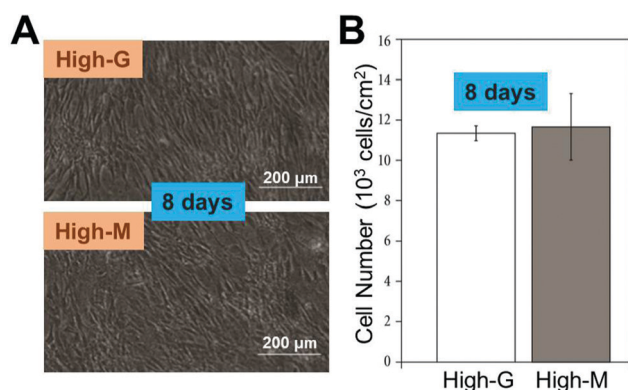 A
High-G
200 µm
8 days
High-M
200 µm
B
Cell Number (10³ cells/cm²)
16
14
12
10
8
6
4
2
0
8 days
High-G
High-M